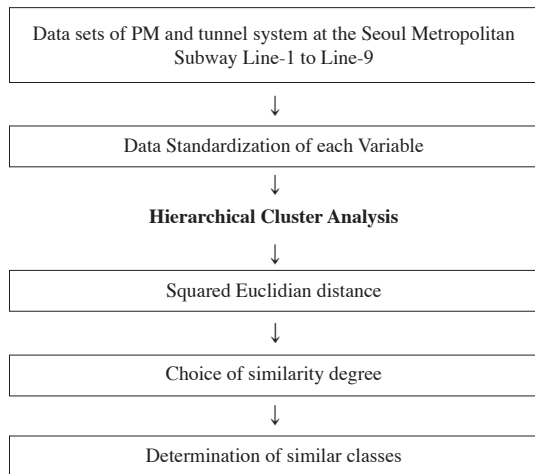 Data sets of PM and tunnel system at the Seoul Metropolitan
Subway Line-1 to Line-9
↓
Data Standardization of each Variable
↓
Hierarchical Cluster Analysis
↓
Squared Euclidian distance
↓
Choice of similarity degree
↓
Determination of similar classes